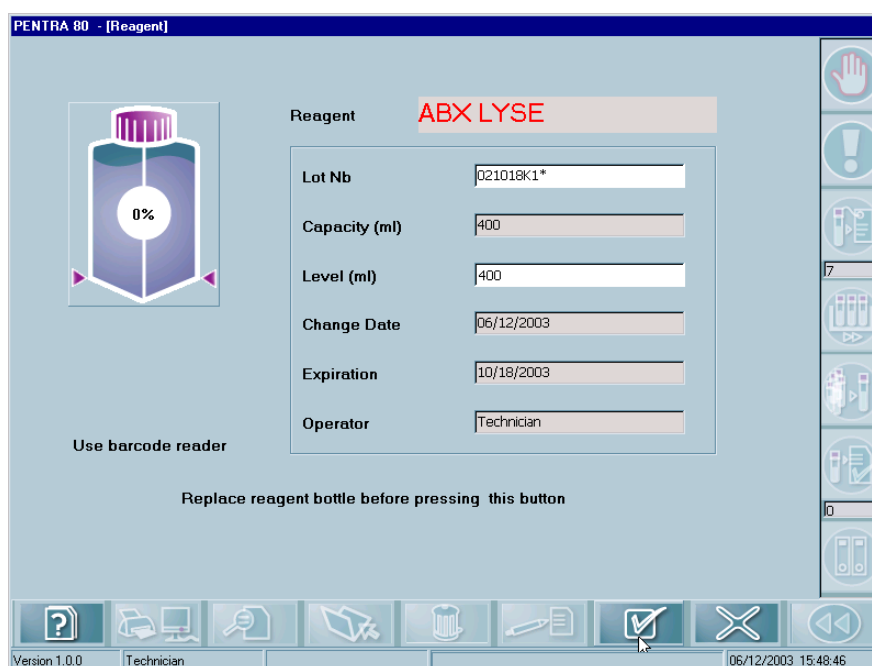 PENTRA 80 - [Reagent]
Reagent ABX LYSE
0%
Lot Nb 021018K1*
Capacity (ml) 400
Level (ml) 400
Change Date 06/12/2003
Expiration 10/18/2003
Operator Technician
Use barcode reader
Replace reagent bottle before pressing this button
7
0
?
Version 1.0.0 Technician 06/12/2003 15:48:46